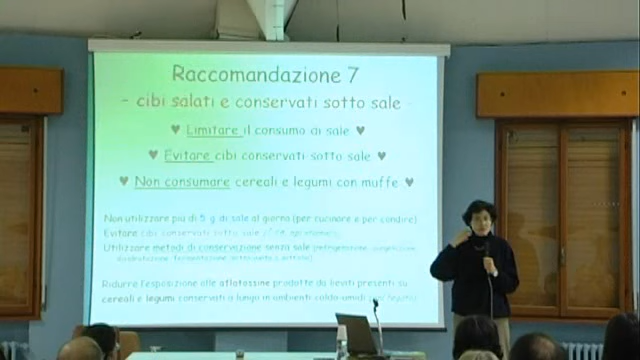 Raccomandazione 7
- cibi salati e conservati sotto sale -
♥ Limitare il consumo di sale ♥
♥ Evitare cibi conservati sotto sale ♥
♥ Non consumare cereali e legumi con muffe ♥
Non utilizzare più di 5 g di sale al giorno (per cucinare e per condire)
Evitare cibi conservati sotto sale
Utilizzare metodi di conservazione senza sale
Ridurre l'esposizione alle aflatossine prodotte da lieviti presenti su
cereali e legumi conservati a lungo in ambienti caldo umidi